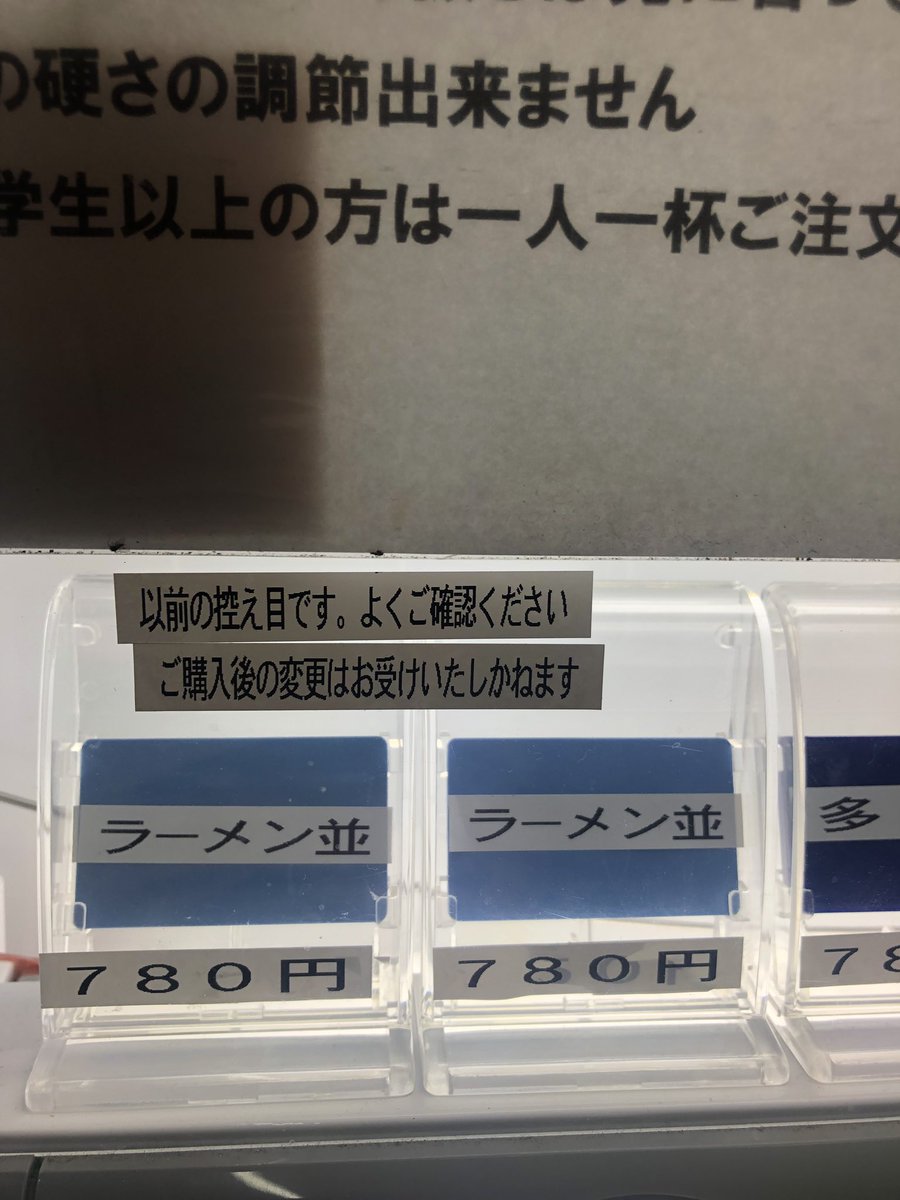 の硬さの調節出来ません
学生以上の方は一人一杯ご注文
以前の控え目です。よくご確認ください
ご購入後の変更はお受けいたしかねます
ラーメン並
ラーメン並
多
780円
780円
78